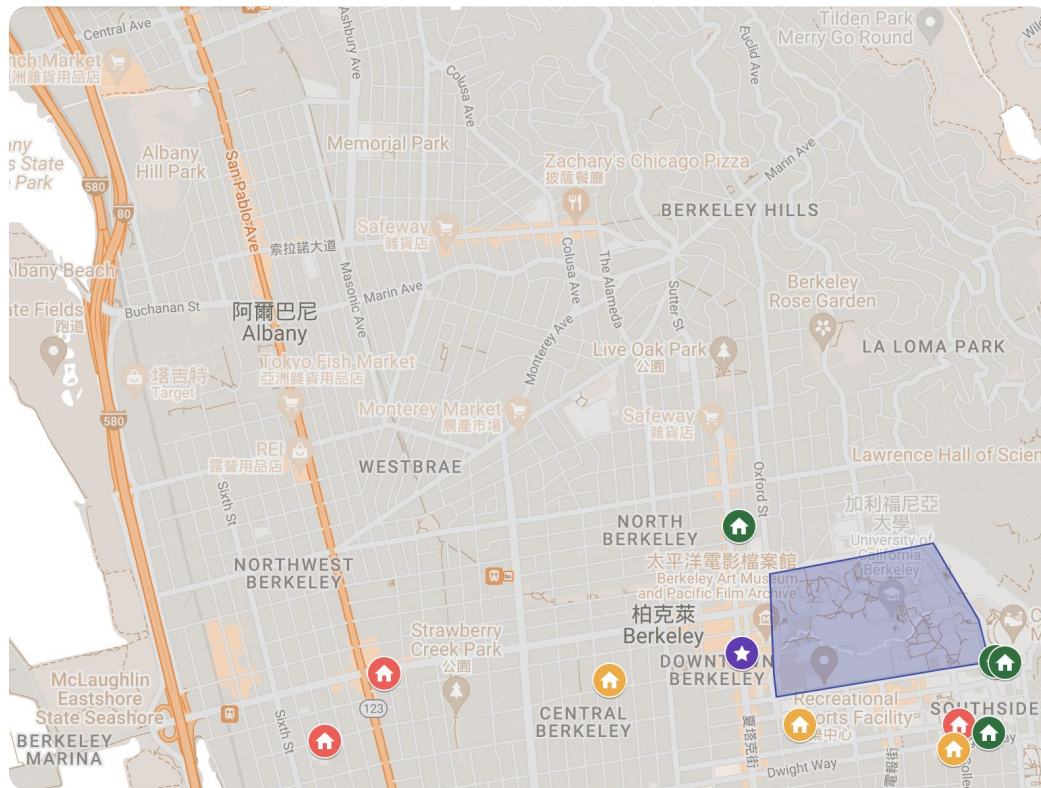 Central Ave
Ashbury Ave
Colusa Ave
Euclid Ave
Tilden Park
Merry Go Round
nch Market
亞洲雜貨用品店
Albany
Hill Park
Memorial Park
Zachary's Chicago Pizza
披薩餐廳
Marin Ave
s State
Park
580
80
San Pablo Ave
Safeway
雜貨店
BERKELEY HILLS
索拉諾大道
Masonic Ave
Colusa Ave
The Alameda
Albany Beach
Marin Ave
Sutter St
Berkeley
Rose Garden
Buchanan St
ate Fields
跑道
阿爾巴尼
Albany
Monterey Ave
Live Oak Park
公園
LA LOMA PARK
Tokyo Fish Market
亞洲雜貨用品店
塔吉特
Target
580
Monterey Market
農產市場
Safeway
雜貨店
REI
露營用品店
WESTBRAE
Oxford St
Lawrence Hall of Scien
Sixth St
加利福尼亞
大學
University of
California,
Berkeley
NORTH
BERKELEY
NORTHWEST
BERKELEY
太平洋電影檔案館
Berkeley Art Museum
and Pacific Film Archive
柏克萊
Berkeley
Strawberry
Creek Park
公園
DOWNTOWN
BERKELEY
McLaughlin
Eastshore
State Seashore
Sixth St
123
CENTRAL
BERKELEY
Recreational
Sports Facility
SOUTHSIDE
BERKELEY
MARINA
夏塔克街
電報街
Dwight Way